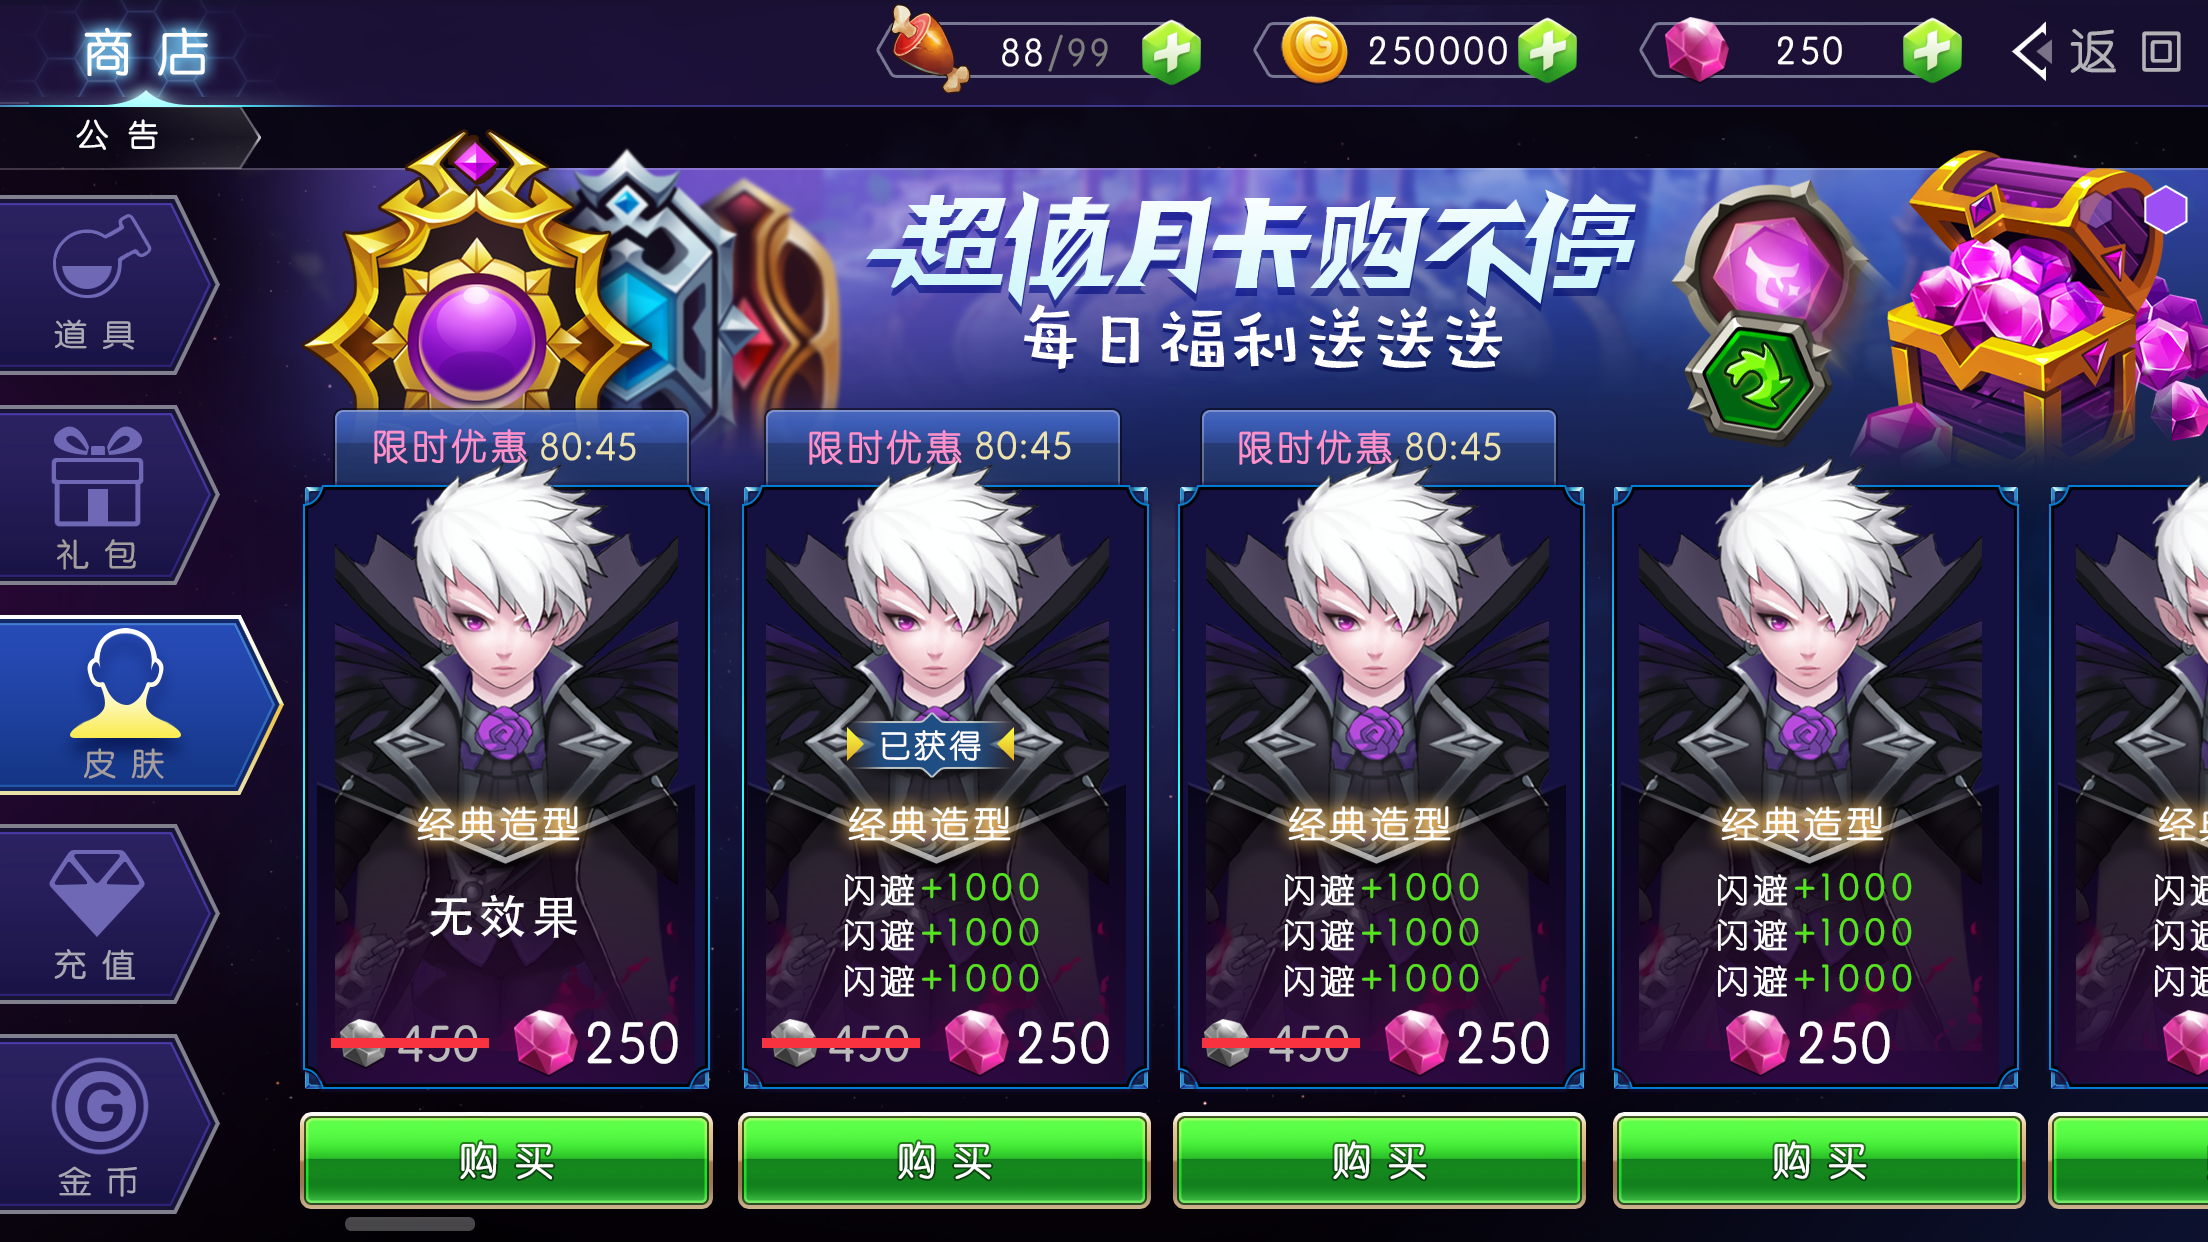 商店
88/99
250000
250
返回
公告
超值月卡购不停
每日福利送送送
道具
礼包
皮肤
充值
金币
限时优惠 80:45
经典造型
无效果
450 250
购买
限时优惠 80:45
已获得
经典造型
闪避+1000
闪避+1000
闪避+1000
450 250
购买
限时优惠 80:45
经典造型
闪避+1000
闪避+1000
闪避+1000
450 250
购买
经典造型
闪避+1000
闪避+1000
闪避+1000
250
购买
经
闪
闪
闪